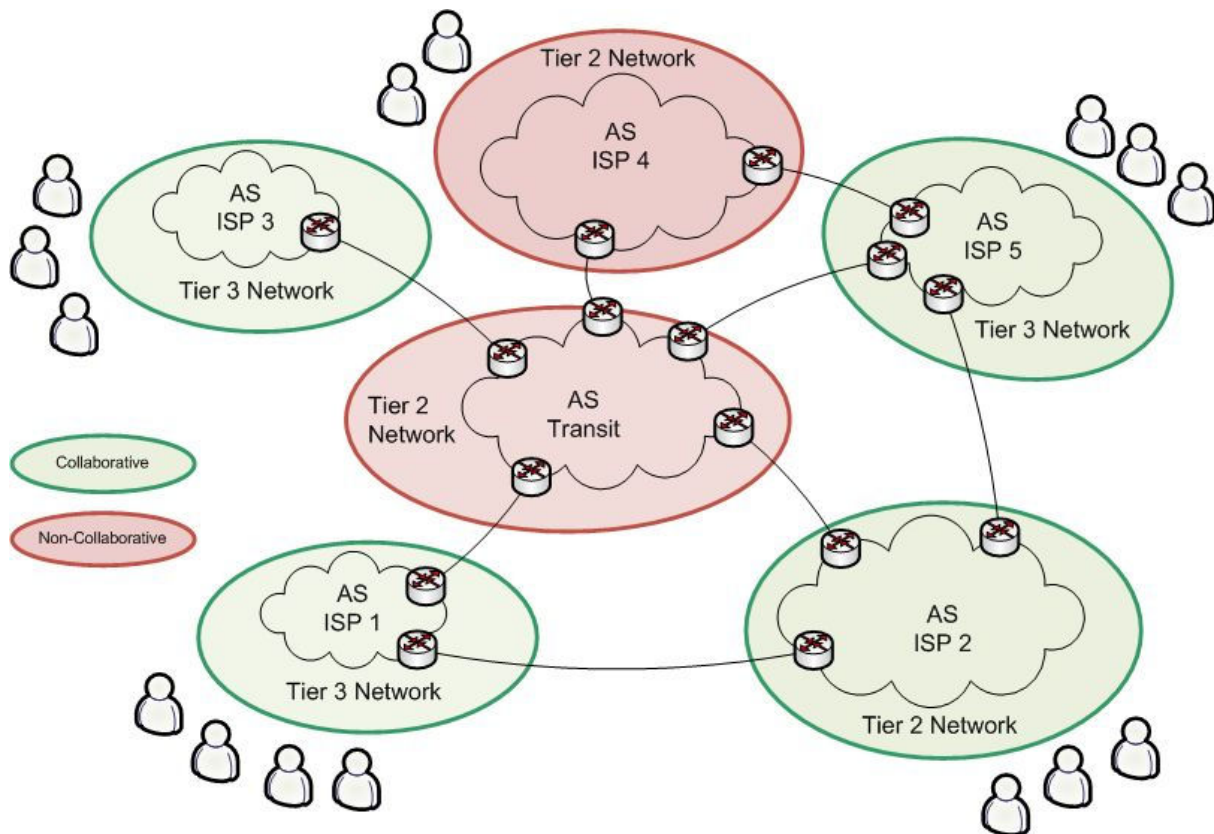 Tier 2 Network
AS
ISP 4
AS
ISP 3
Tier 3 Network
AS
ISP 5
Tier 3 Network
Tier 2
Network
AS
Transit
Collaborative
Non-Collaborative
AS
ISP 1
Tier 3 Network
AS
ISP 2
Tier 2 Network